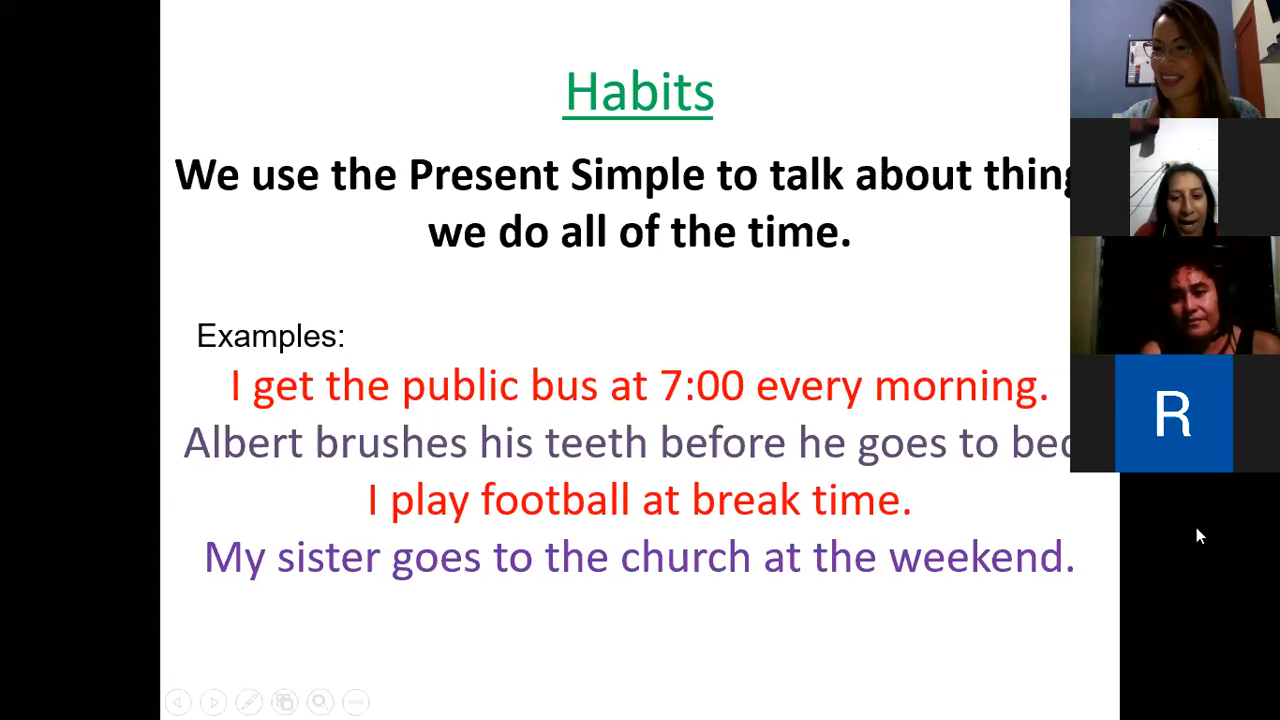 Habits
We use the Present Simple to talk about thing
we do all of the time.
Examples:
I get the public bus at 7:00 every morning.
Albert brushes his teeth before he goes to bed
I play football at break time.
My sister goes to the church at the weekend.
R